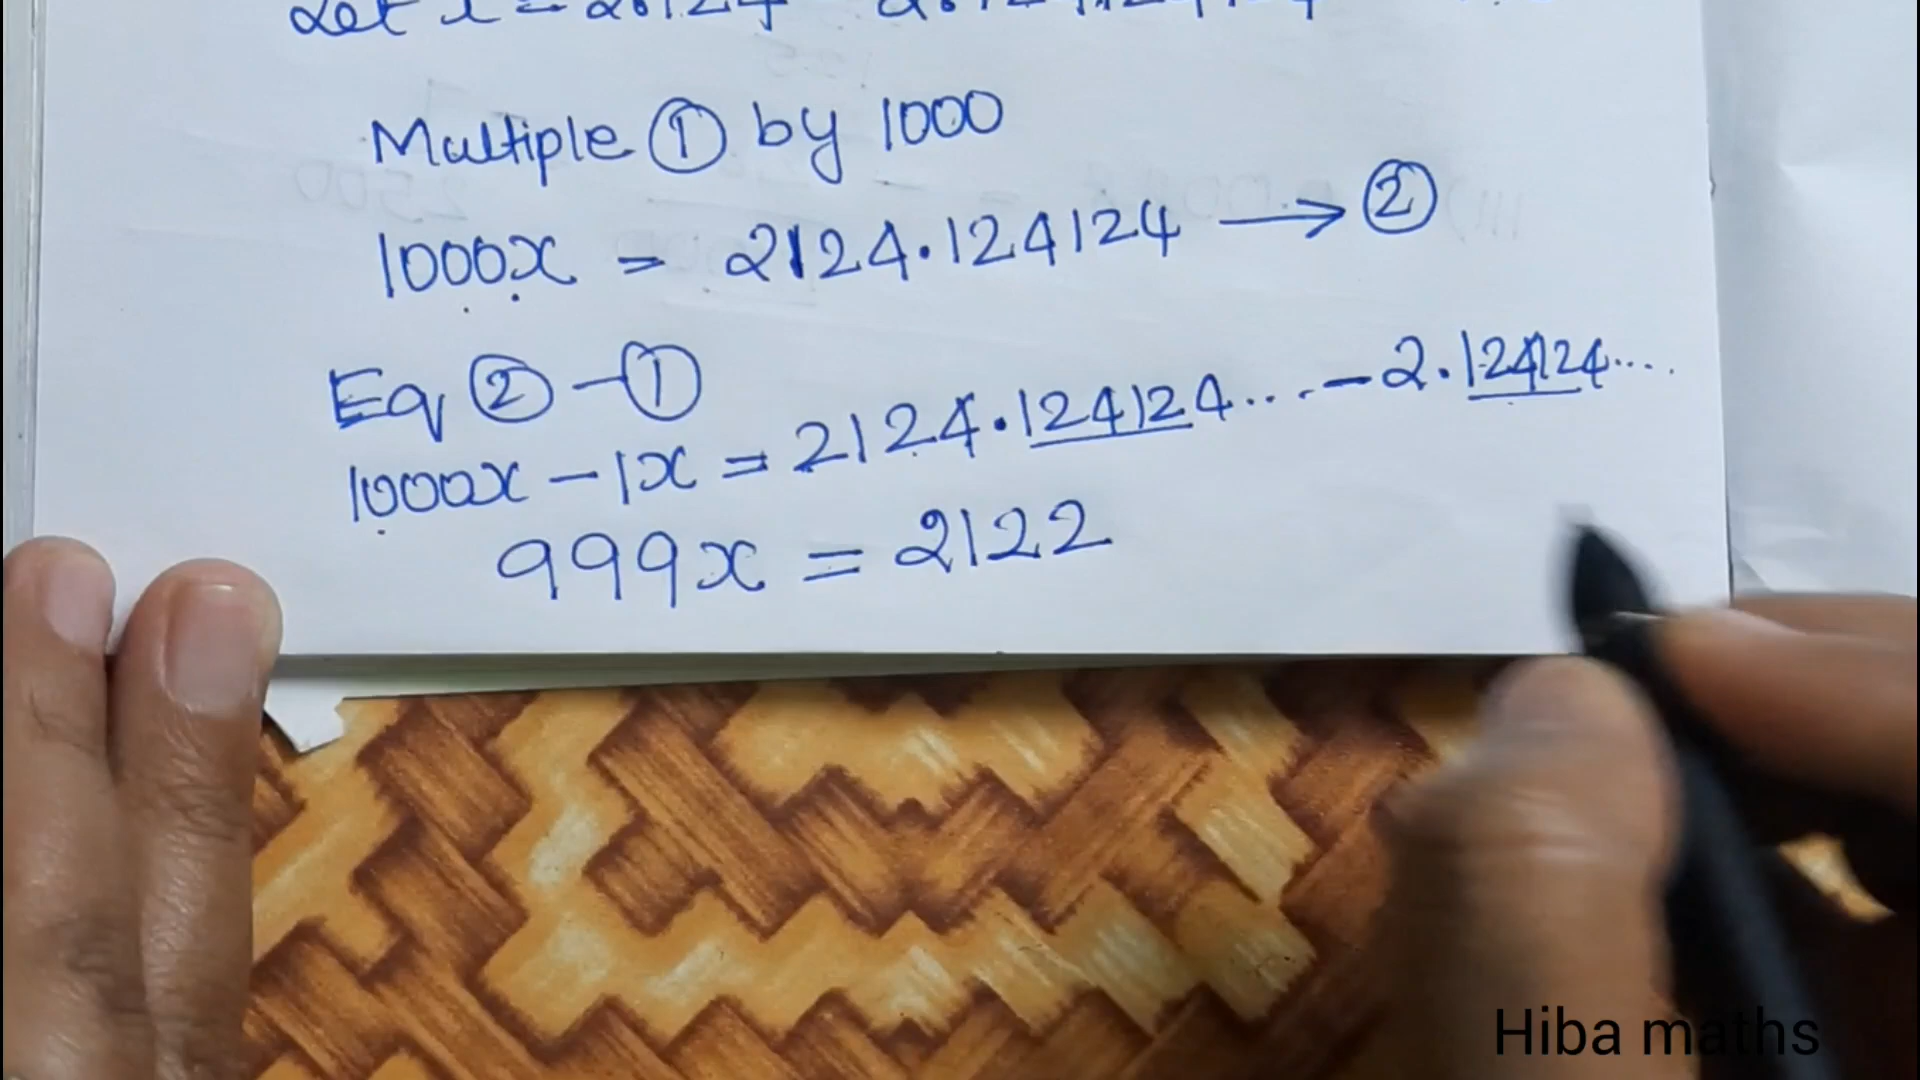 Let x =
Multiple ① by 1000
1000x = 2124.124124 → ②
Eq ② - ①
1000x - 1x = 2124.124124... - 2.124124....
999x = 2122
Hiba maths